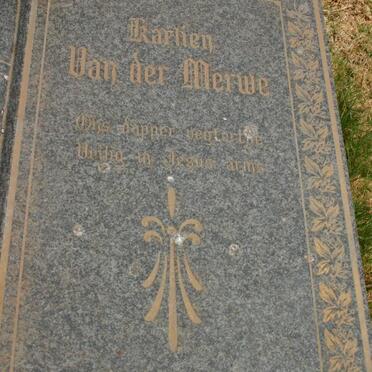 Karlien
Van der Merwe
Ons dapper vegtertjie
Veilig in Jesus arms